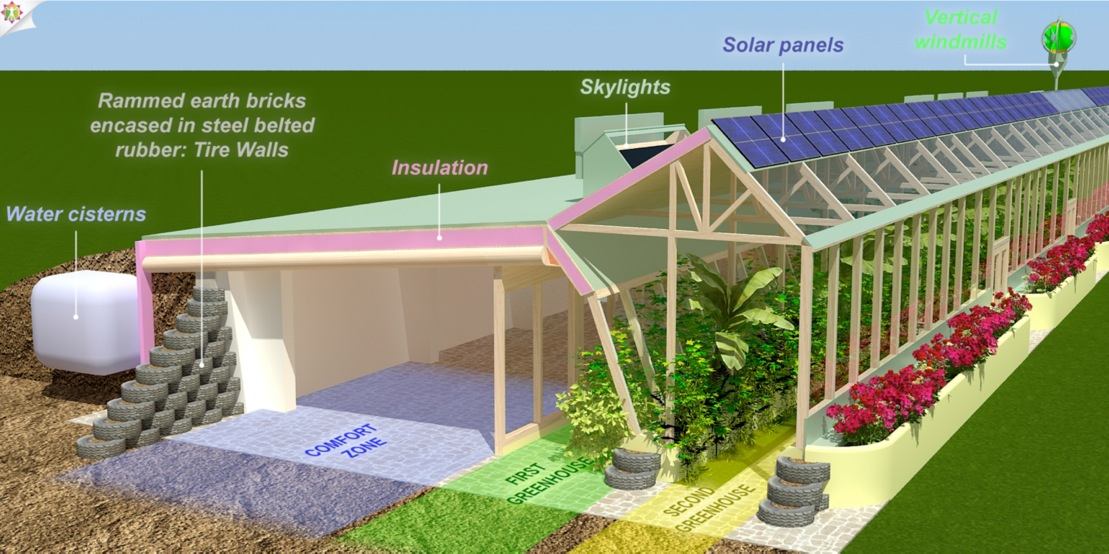 Vertical
windmills
Solar panels
Skylights
Rammed earth bricks
encased in steel belted
rubber: Tire Walls
Insulation
Water cisterns
COMFORT
ZONE
FIRST
GREENHOUSE
SECOND
GREENHOUSE